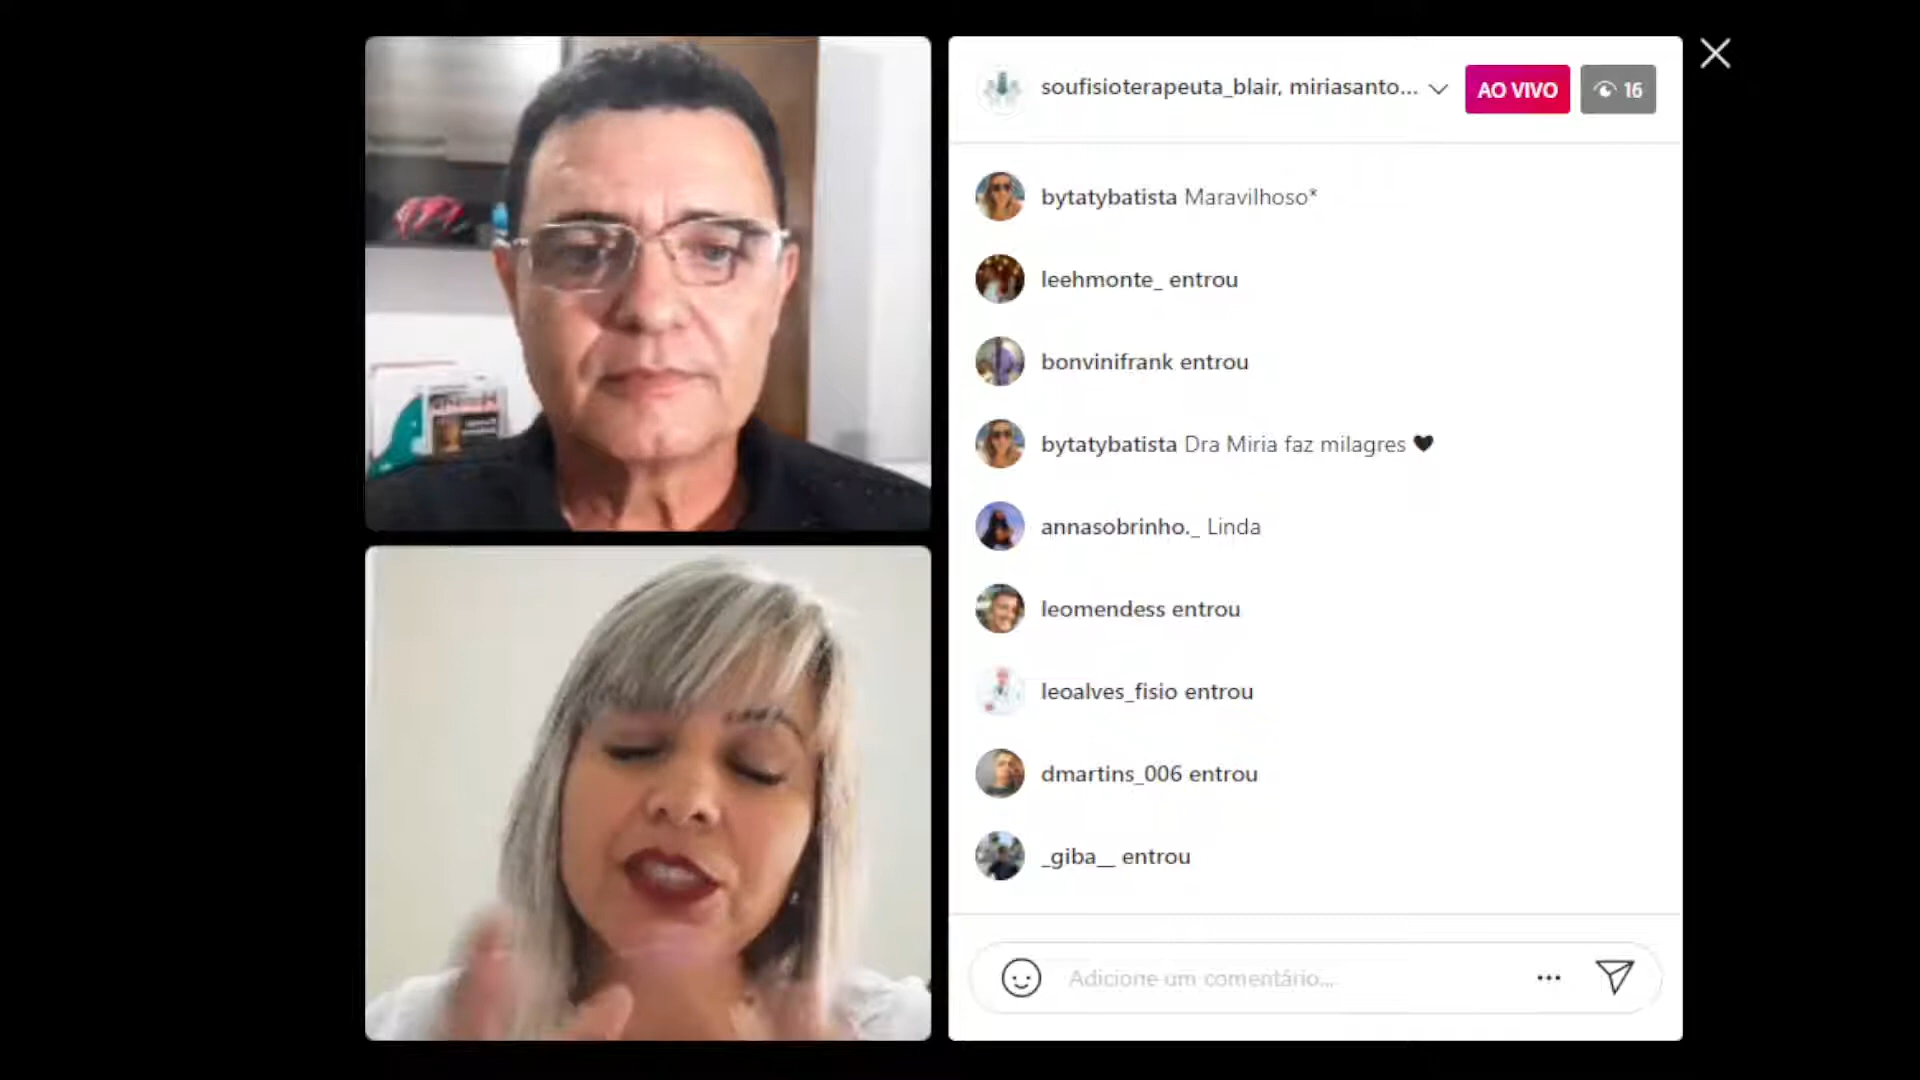 soufisioterapeuta_blair, miriasanto...
AO VIVO
16
bytatybatista Maravilhoso*
leehmonte_ entrou
bonvinifrank entrou
bytatybatista Dra Miria faz milagres 🖤
annasobrinho._ Linda
leomendess entrou
leoalves_fisio entrou
dmartins_006 entrou
_giba__ entrou
Adicione um comentário...